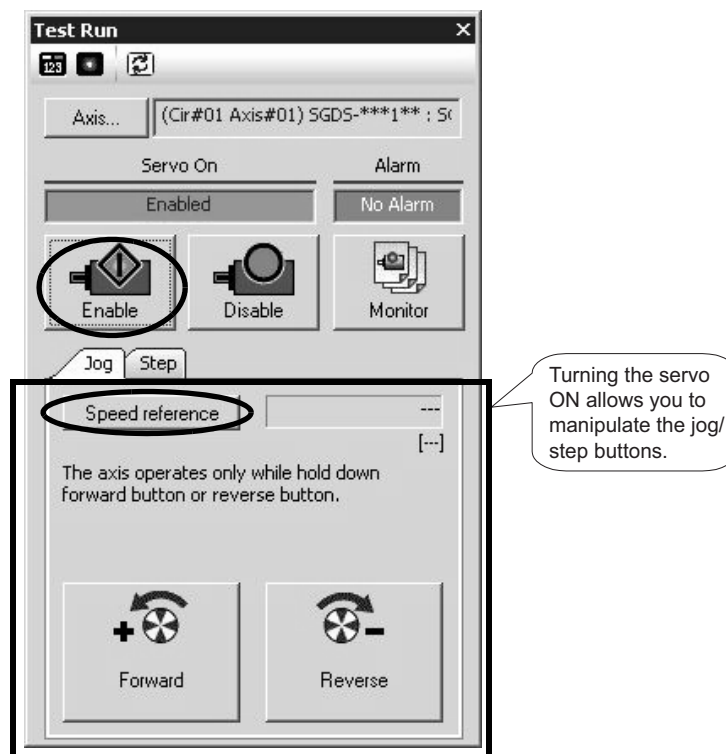 Test Run
123
Axis...
(Cir#01 Axis#01) SGDS-***1** :
Servo On
Alarm
Enabled
No Alarm
Enable
Disable
Monitor
Jog
Step
Speed reference
---
[---]
The axis operates only while hold down
forward button or reverse button.
+
-
Forward
Reverse
Turning the servo
ON allows you to
manipulate the jog/
step buttons.